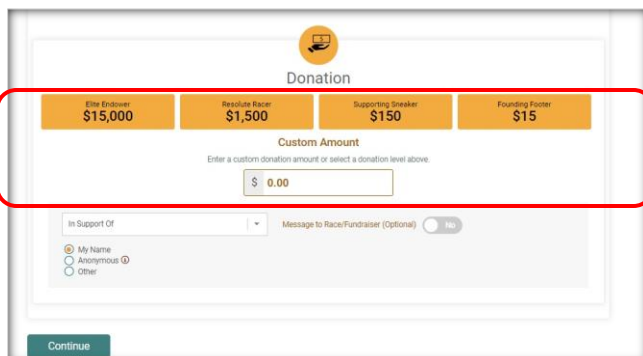 Donation
Elite Endower
$15,000
Resolute Racer
$1,500
Supporting Sneaker
$150
Founding Footer
$15
Custom Amount
Enter a custom donation amount or select a donation level above.
$ 0.00
In Support Of
Message to Race/Fundraiser (Optional) No
My Name
Anonymous
Other
Continue